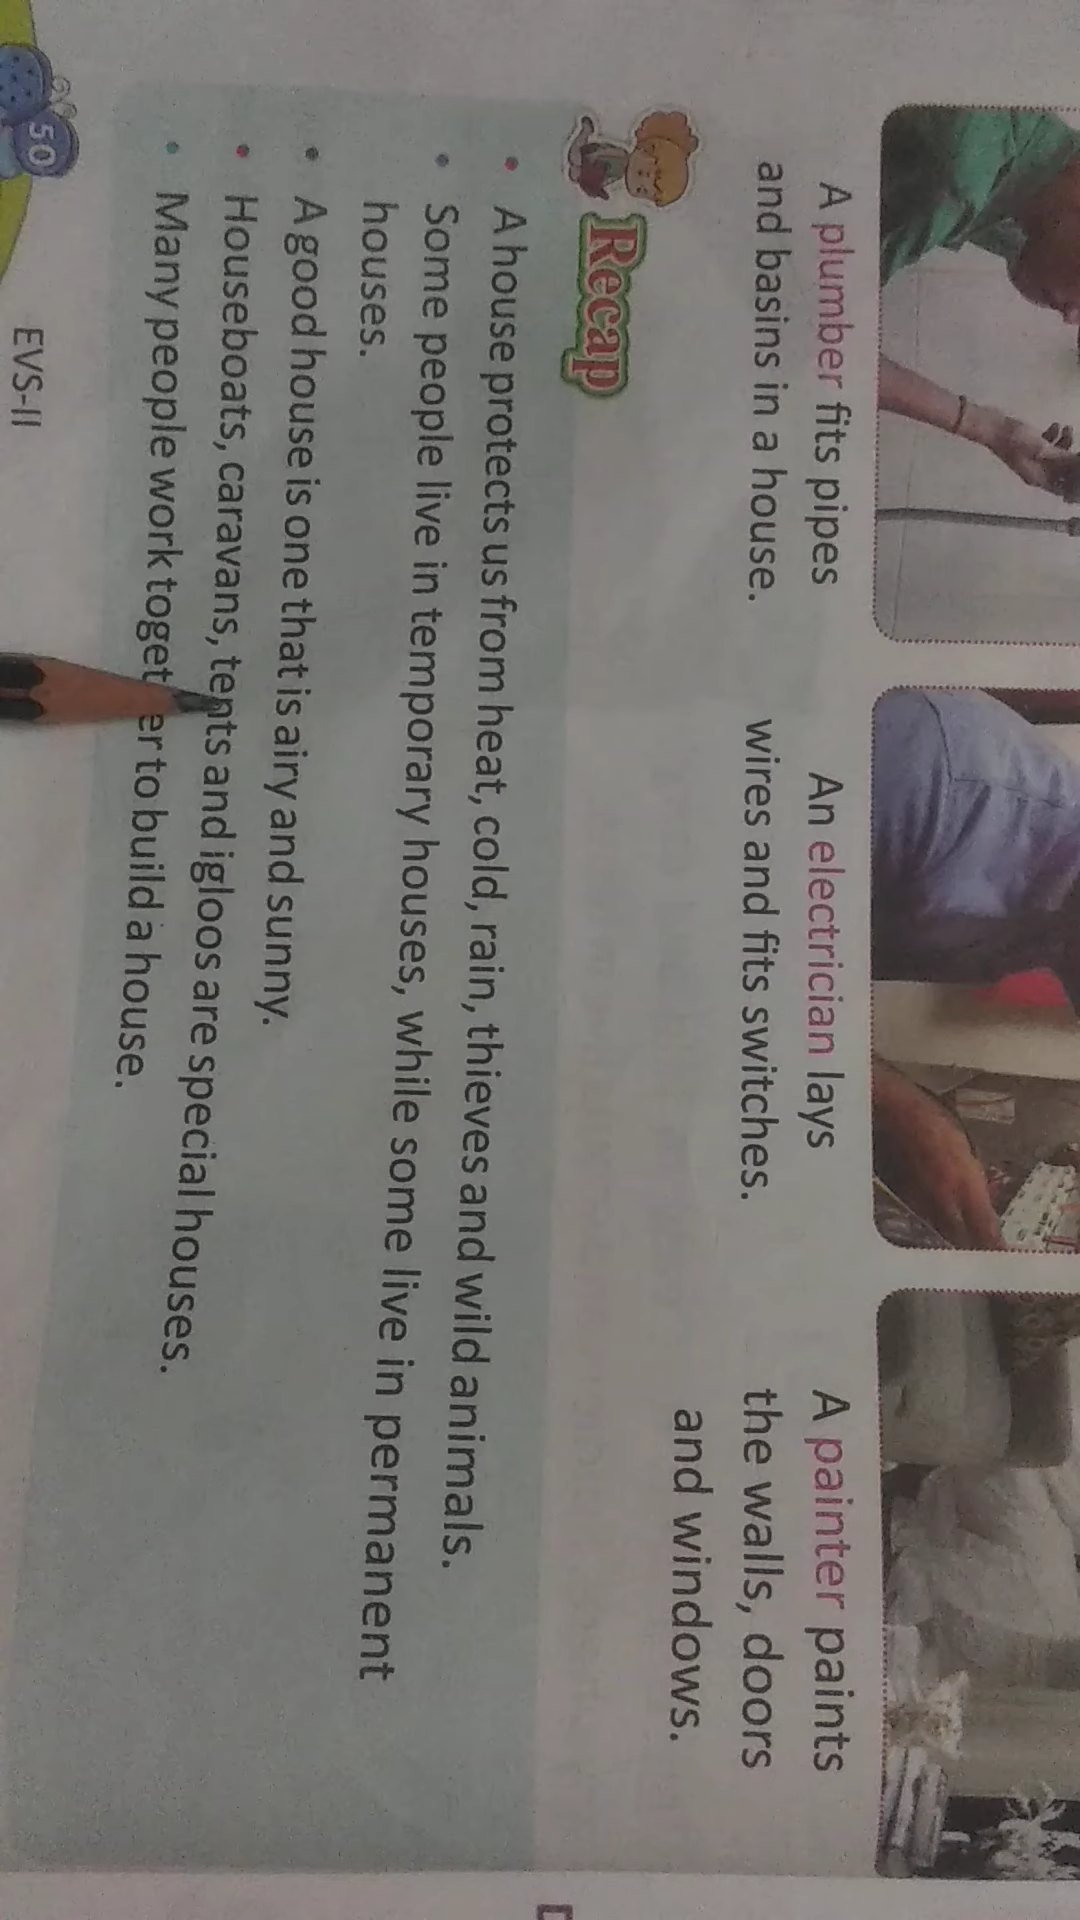 A plumber fits pipes
and basins in a house.
An electrician lays
wires and fits switches.
A painter paints
the walls, doors
and windows.
Recap
• A house protects us from heat, cold, rain, thieves and wild animals.
• Some people live in temporary houses, while some live in permanent
houses.
• A good house is one that is airy and sunny.
• Houseboats, caravans, tents and igloos are special houses.
• Many people work together to build a house.
50
EVS-II